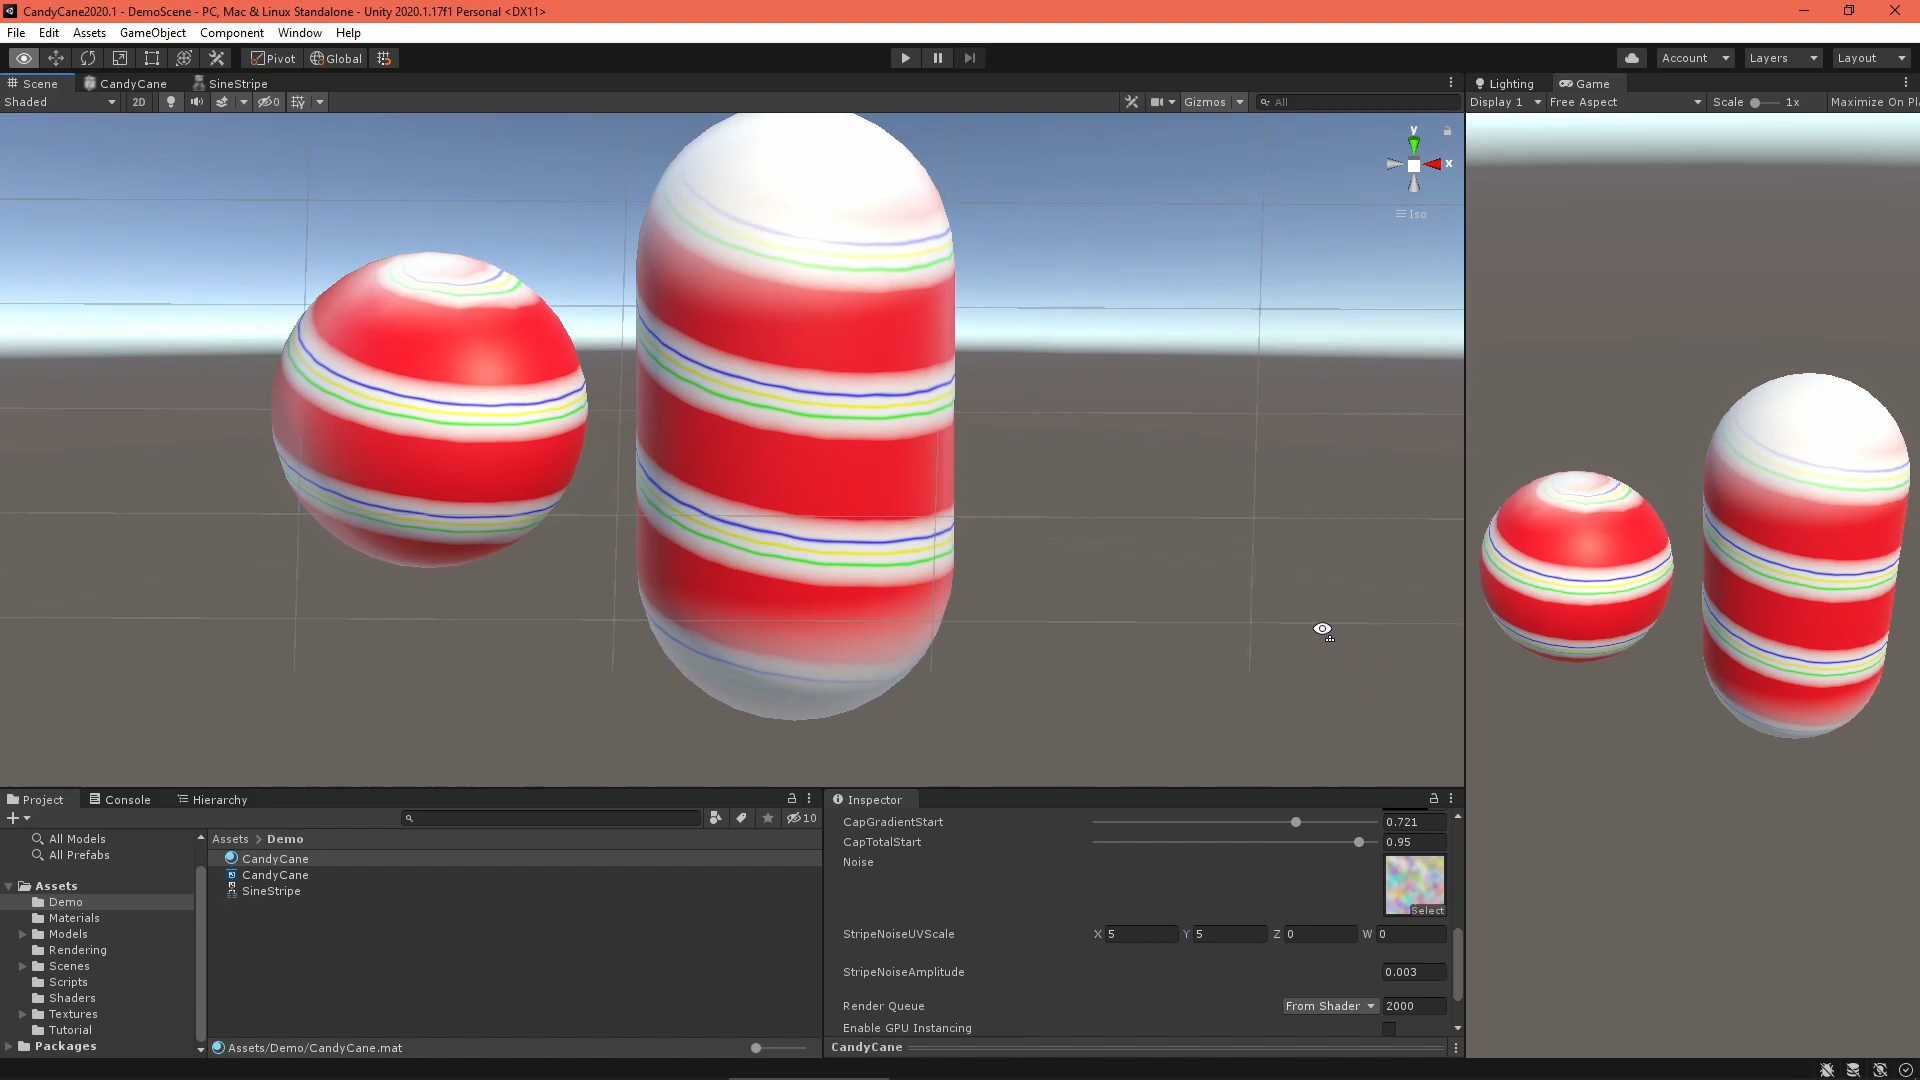 CandyCane2020.1 - DemoScene - PC, Mac & Linux Standalone - Unity 2020.1.17f1 Personal <DX11>
File Edit Assets GameObject Component Window Help
Pivot Global Account Layers Layout
Scene CandyCane SineStripe Lighting Game
Shaded 2D 0 Gizmos All Display 1 Free Aspect Scale 1x Maximize On Pl
y
x
Iso
Project Console Hierarchy
10
All Models
All Prefabs
Assets
Demo
Materials
Models
Rendering
Scenes
Scripts
Shaders
Textures
Tutorial
Packages
Assets > Demo
CandyCane
CandyCane
SineStripe
Assets/Demo/CandyCane.mat
Inspector
CapGradientStart 0.721
CapTotalStart 0.95
Noise
Select
StripeNoiseUVScale X 5 Y 5 Z 0 W 0
StripeNoiseAmplitude 0.003
Render Queue From Shader 2000
Enable GPU Instancing
CandyCane